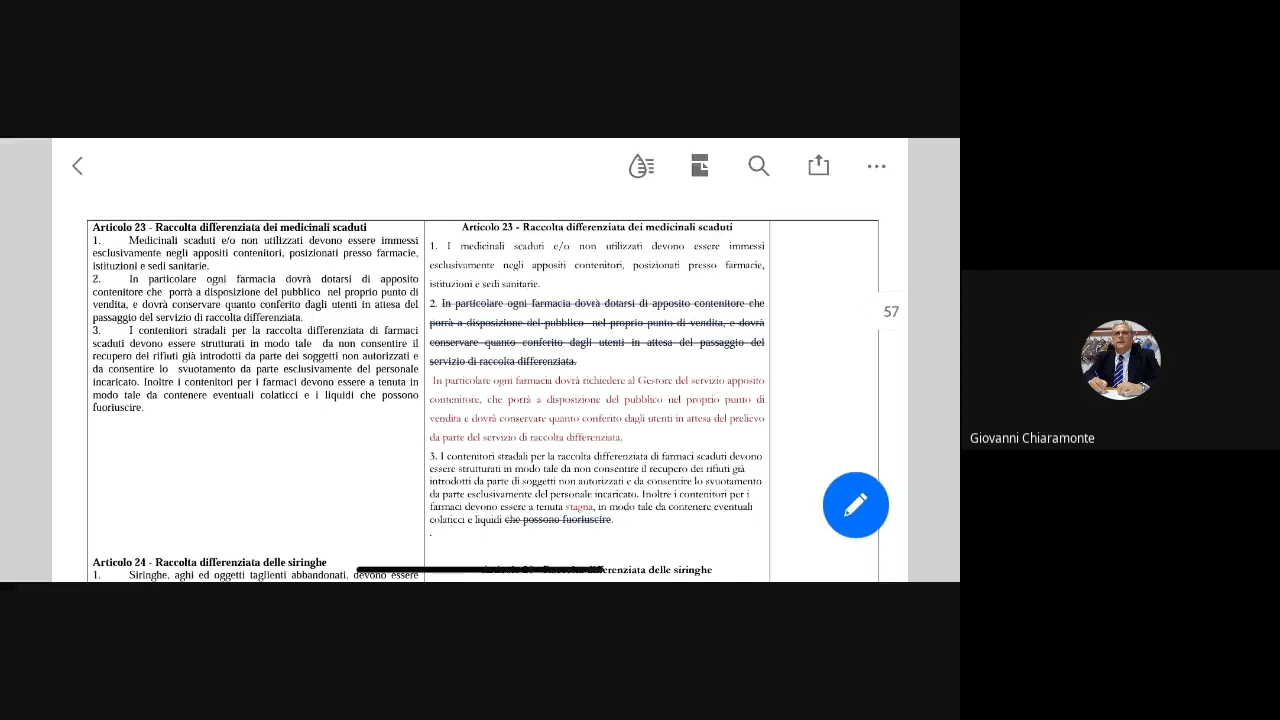 Articolo 23 - Raccolta differenziata dei medicinali scaduti
1. Medicinali scaduti e/o non utilizzati devono essere immessi
esclusivamente negli appositi contenitori, posizionati presso farmacie,
istituzioni e sedi sanitarie.
2. In particolare ogni farmacia dovrà dotarsi di apposito
contenitore che porrà a disposizione del pubblico nel proprio punto di
vendita, e dovrà conservare quanto conferito dagli utenti in attesa del
passaggio del servizio di raccolta differenziata.
3. I contenitori stradali per la raccolta differenziata di farmaci
scaduti devono essere strutturati in modo tale da non consentire il
recupero dei rifiuti già introdotti da parte dei soggetti non autorizzati e
da consentire lo svuotamento da parte esclusivamente del personale
incaricato. Inoltre i contenitori per i farmaci devono essere a tenuta in
modo tale da contenere eventuali colaticci e i liquidi che possono
fuoriuscire.
Articolo 24 - Raccolta differenziata delle siringhe
1. Siringhe, aghi ed oggetti taglienti abbandonati, devono essere
Articolo 23 - Raccolta differenziata dei medicinali scaduti
1. I medicinali scaduti e/o non utilizzati devono essere immessi
esclusivamente negli appositi contenitori, posizionati presso farmacie,
istituzioni e sedi sanitarie.
2. In particolare ogni farmacia dovrà dotarsi di apposito contenitore che
porrà a disposizione del pubblico nel proprio punto di vendita, e dovrà
conservare quanto conferito dagli utenti in attesa del passaggio del
servizio di raccolta differenziata.
In particolare ogni farmacia dovrà richiedere al Gestore del servizio apposito
contenitore, che porrà a disposizione del pubblico nel proprio punto di
vendita e dovrà conservare quanto conferito dagli utenti in attesa del prelievo
da parte del servizio di raccolta differenziata.
3. I contenitori stradali per la raccolta differenziata di farmaci scaduti devono
essere strutturati in modo tale da non consentire il recupero dei rifiuti già
introdotti da parte di soggetti non autorizzati e da consentire lo svuotamento
da parte esclusivamente del personale incaricato. Inoltre i contenitori per i
farmaci devono essere a tenuta stagna, in modo tale da contenere eventuali
colaticci e liquidi che possono fuoriuscire.
.
delle siringhe
57
Giovanni Chiaramonte